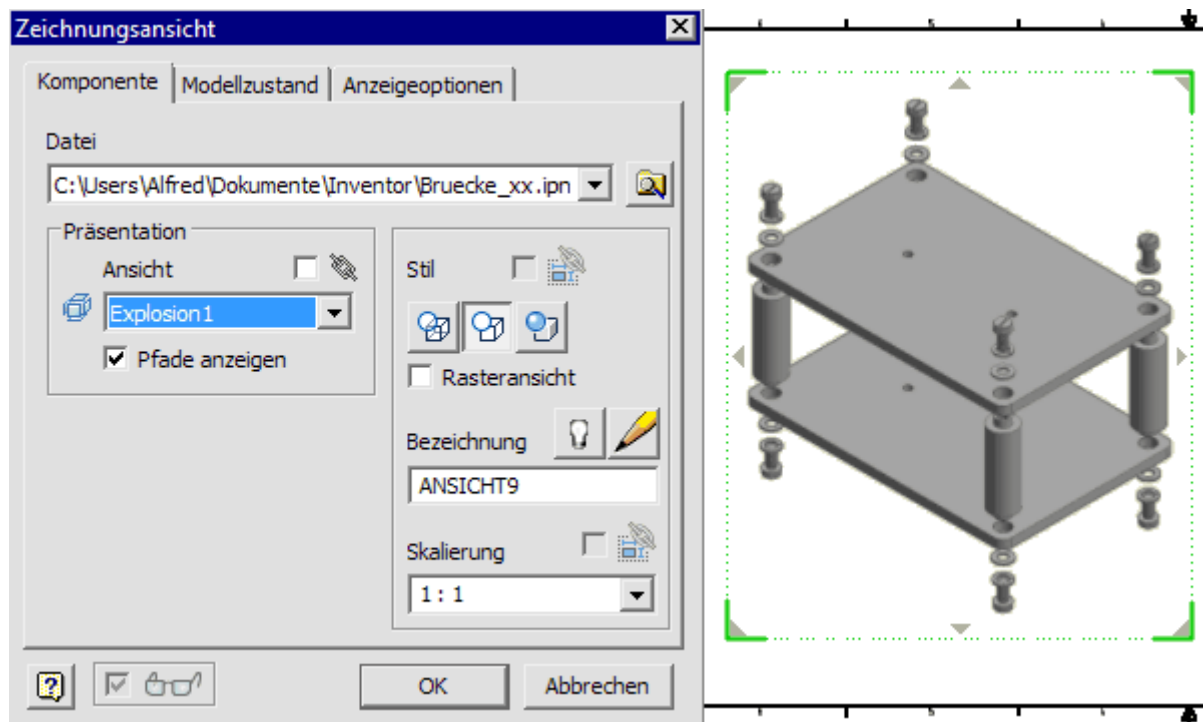 Zeichnungsansicht
Komponente Modellzustand Anzeigeoptionen
Datei
C:\Users\Alfred\Dokumente\Inventor\Bruecke_xx.ipn
Präsentation
Ansicht
Explosion1
Pfade anzeigen
Stil
Rasteransicht
Bezeichnung
ANSICHT9
Skalierung
1 : 1
OK Abbrechen